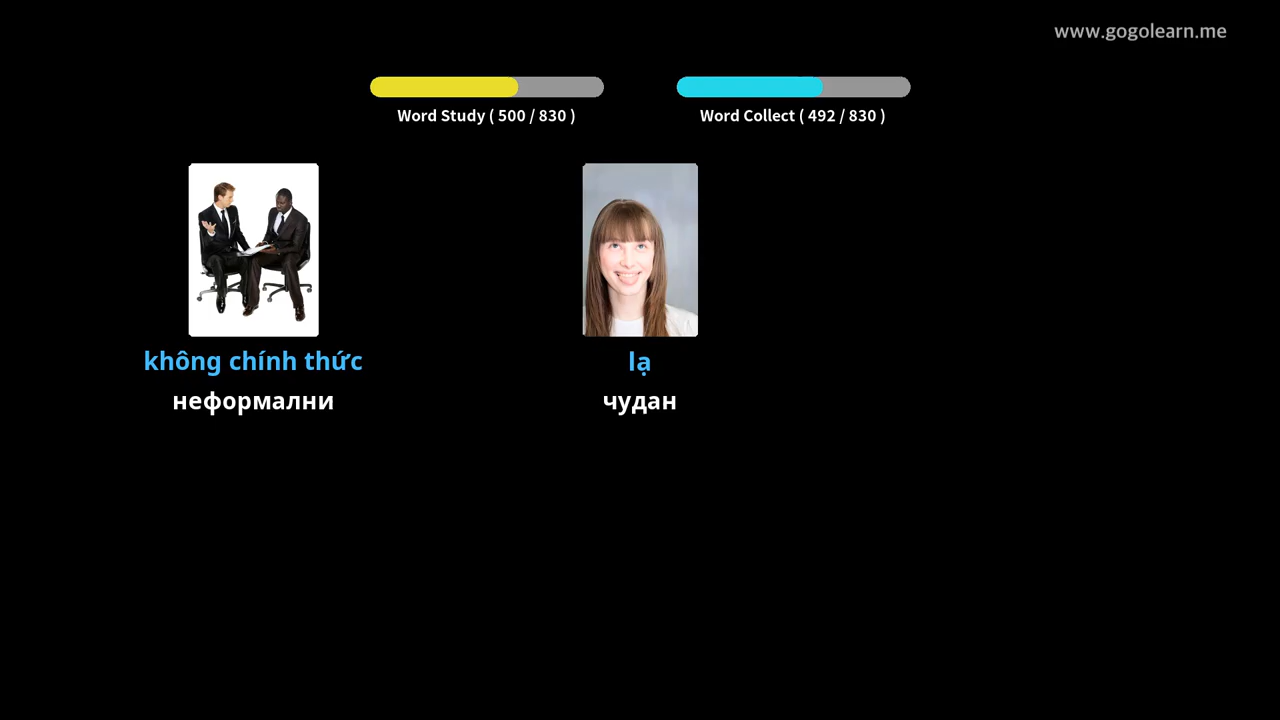 www.gogolearn.me
Word Study ( 500 / 830 )
Word Collect ( 492 / 830 )
không chính thức
неформални
lạ
чудан